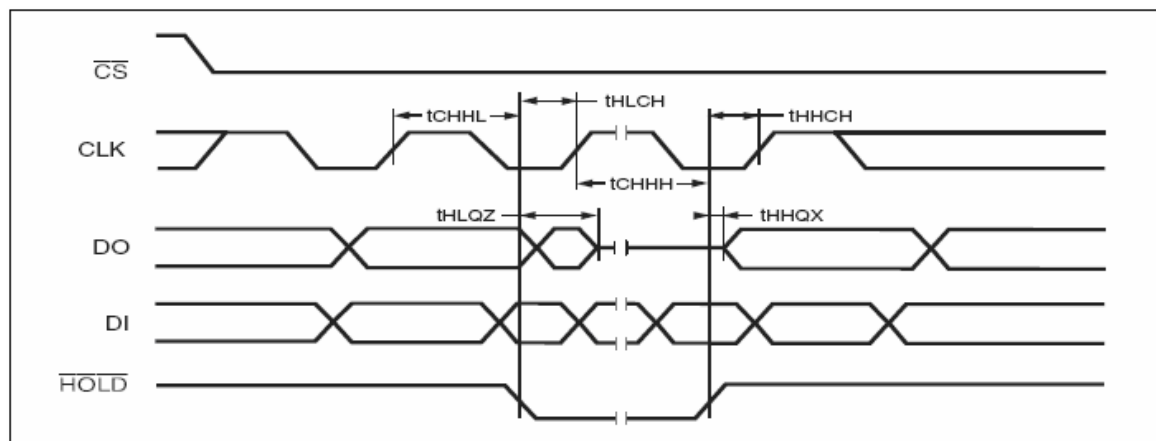 CS
tHLCH
tCHHL
tHHCH
CLK
tCHHH
tHLQZ
tHHQX
DO
DI
HOLD